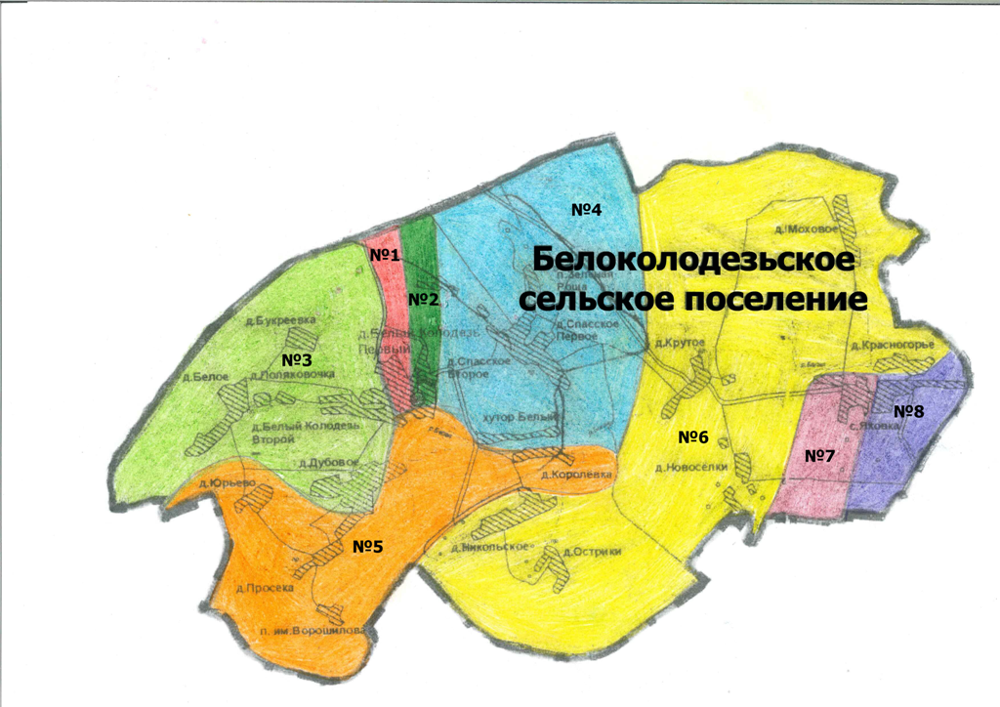 №4
д.Моховое
№1
Белоколодезьское
сельское поселение
п.Зеленая
Роща
№2
д.Букреевка
д.Белый Колодезь
Первый
д.Спасское
Первое
д.Крутое
д.Красногорье
№3
д.Белое
д.Поляковочка
д.Спасское
Второе
хутор Белый
№8
д.Белый Колодезь
Второй
с.Яковка
№6
№7
д.Дубовое
д.Юрьево
д.Королёвка
д.Новоселки
№5
д.Никольское
д.Острики
д.Просека
п. им.Ворошилова